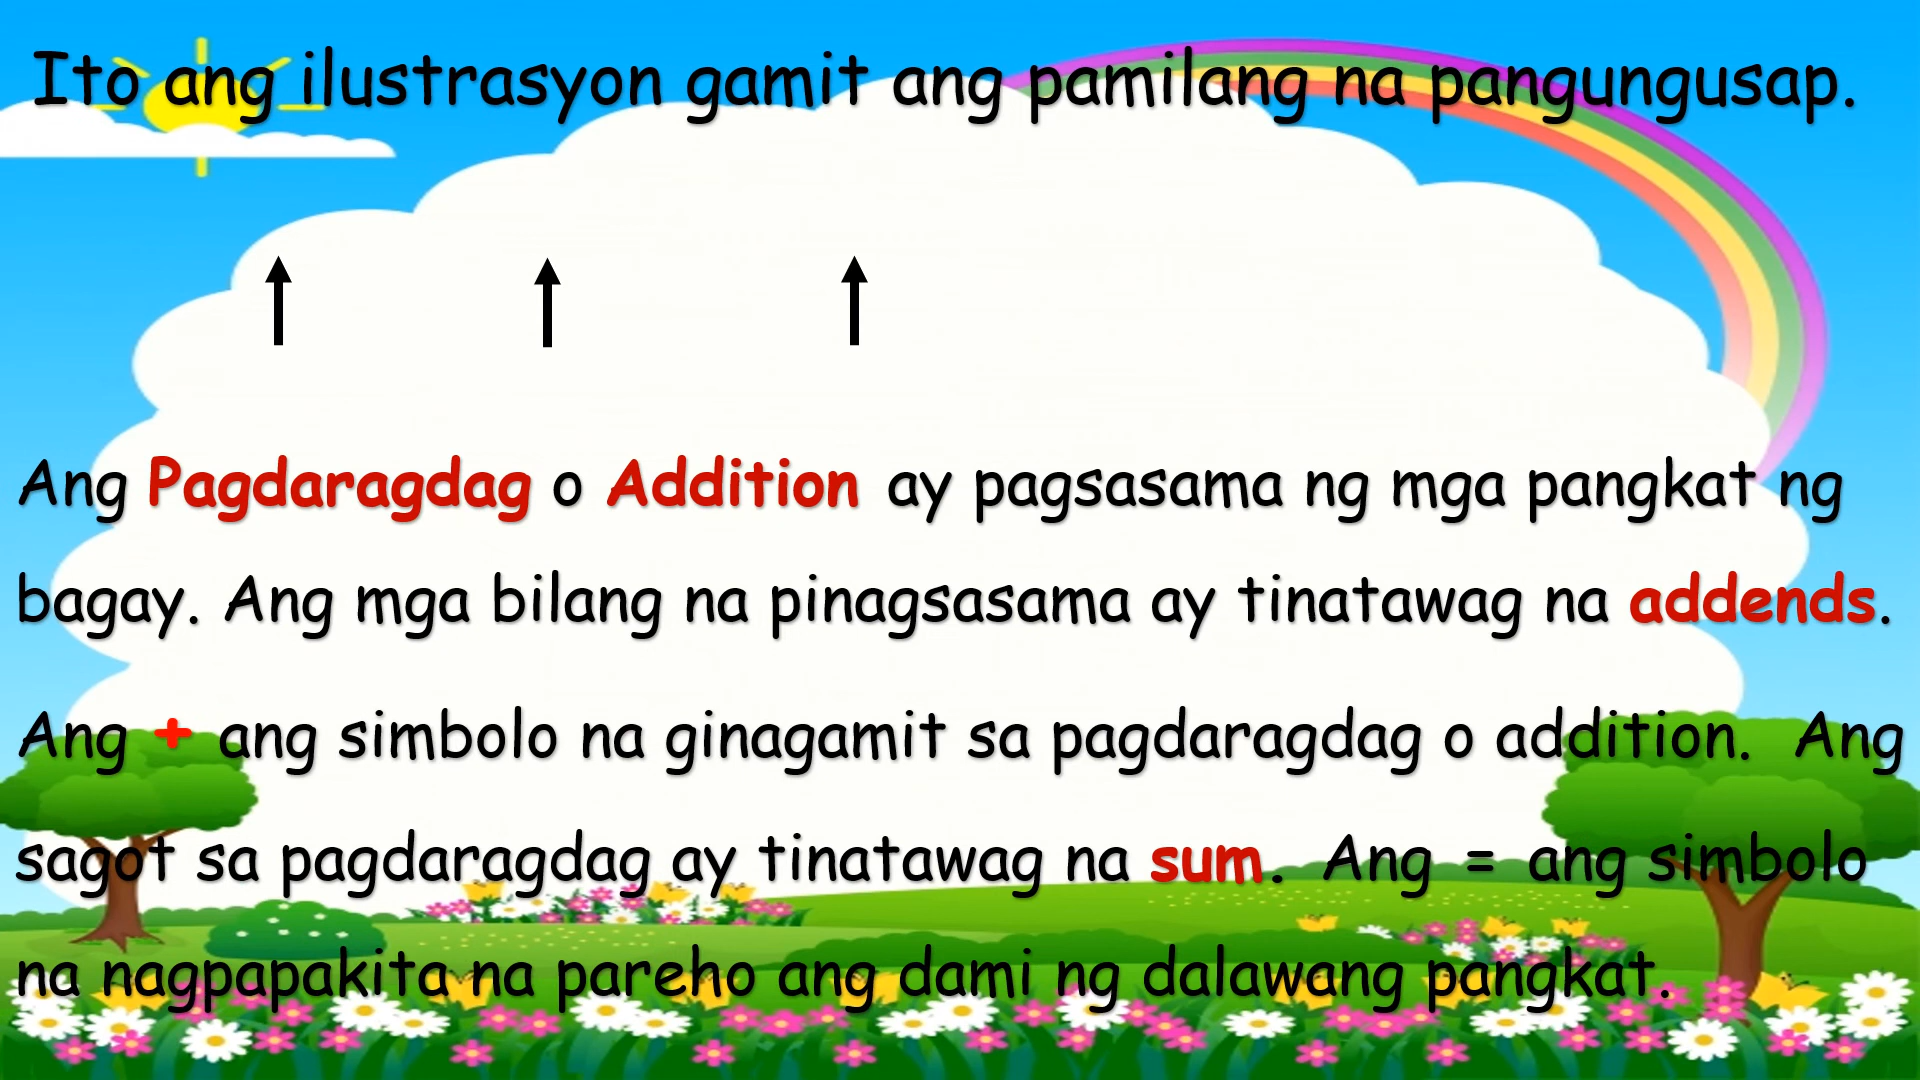 Ito ang ilustrasyon gamit ang pamilang na pangungusap.
Ang Pagdaragdag o Addition ay pagsasama ng mga pangkat ng
bagay. Ang mga bilang na pinagsasama ay tinatawag na addends.
Ang + ang simbolo na ginagamit sa pagdaragdag o addition. Ang
sagot sa pagdaragdag ay tinatawag na sum. Ang = ang simbolo
na nagpapakita na pareho ang dami ng dalawang pangkat.